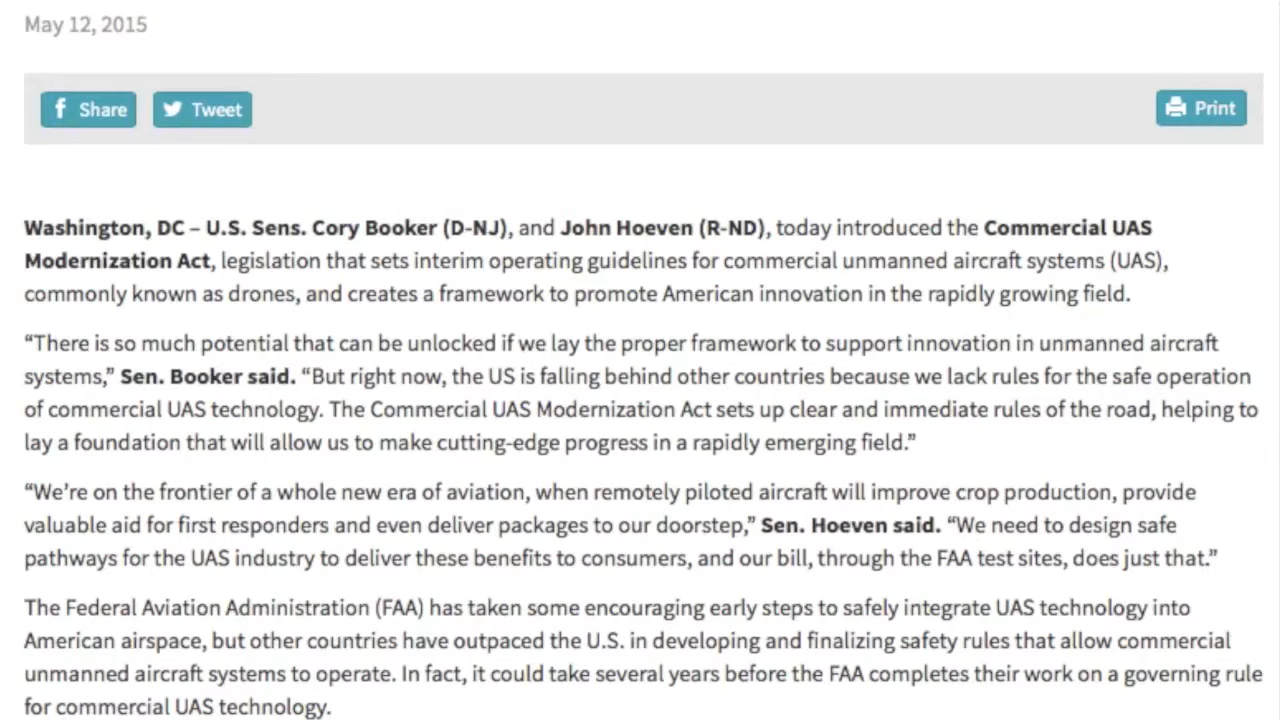 May 12, 2015
Share Tweet Print
Washington, DC – U.S. Sens. Cory Booker (D-NJ), and John Hoeven (R-ND), today introduced the Commercial UAS
Modernization Act, legislation that sets interim operating guidelines for commercial unmanned aircraft systems (UAS),
commonly known as drones, and creates a framework to promote American innovation in the rapidly growing field.
“There is so much potential that can be unlocked if we lay the proper framework to support innovation in unmanned aircraft
systems,” Sen. Booker said. “But right now, the US is falling behind other countries because we lack rules for the safe operation
of commercial UAS technology. The Commercial UAS Modernization Act sets up clear and immediate rules of the road, helping to
lay a foundation that will allow us to make cutting-edge progress in a rapidly emerging field.”
“We’re on the frontier of a whole new era of aviation, when remotely piloted aircraft will improve crop production, provide
valuable aid for first responders and even deliver packages to our doorstep,” Sen. Hoeven said. “We need to design safe
pathways for the UAS industry to deliver these benefits to consumers, and our bill, through the FAA test sites, does just that.”
The Federal Aviation Administration (FAA) has taken some encouraging early steps to safely integrate UAS technology into
American airspace, but other countries have outpaced the U.S. in developing and finalizing safety rules that allow commercial
unmanned aircraft systems to operate. In fact, it could take several years before the FAA completes their work on a governing rule
for commercial UAS technology.